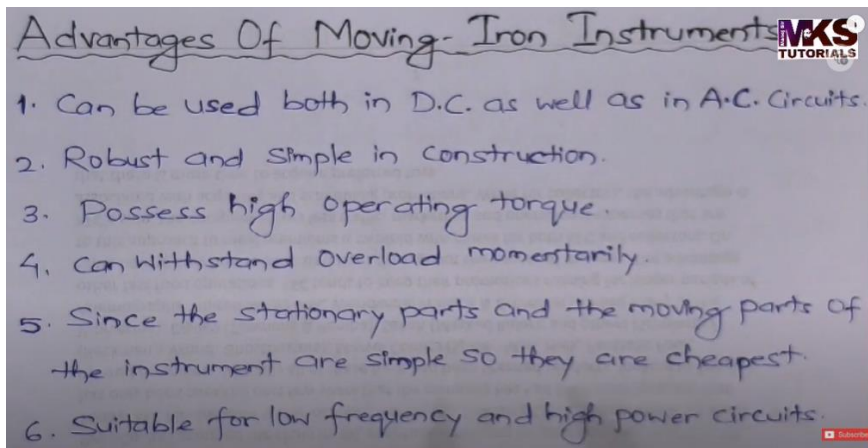 Advantages Of Moving-Iron Instruments
MKS
TUTORIALS
1. Can be used both in D.C. as well as in A.C. Circuits.
2. Robust and Simple in Construction.
3. Possess high operating torque
4. Can Withstand Overload momentarily.
5. Since the Stationary parts and the moving parts of
the instrument are simple so they are cheapest.
6. Suitable for low frequency and high power circuits.
Subscribe